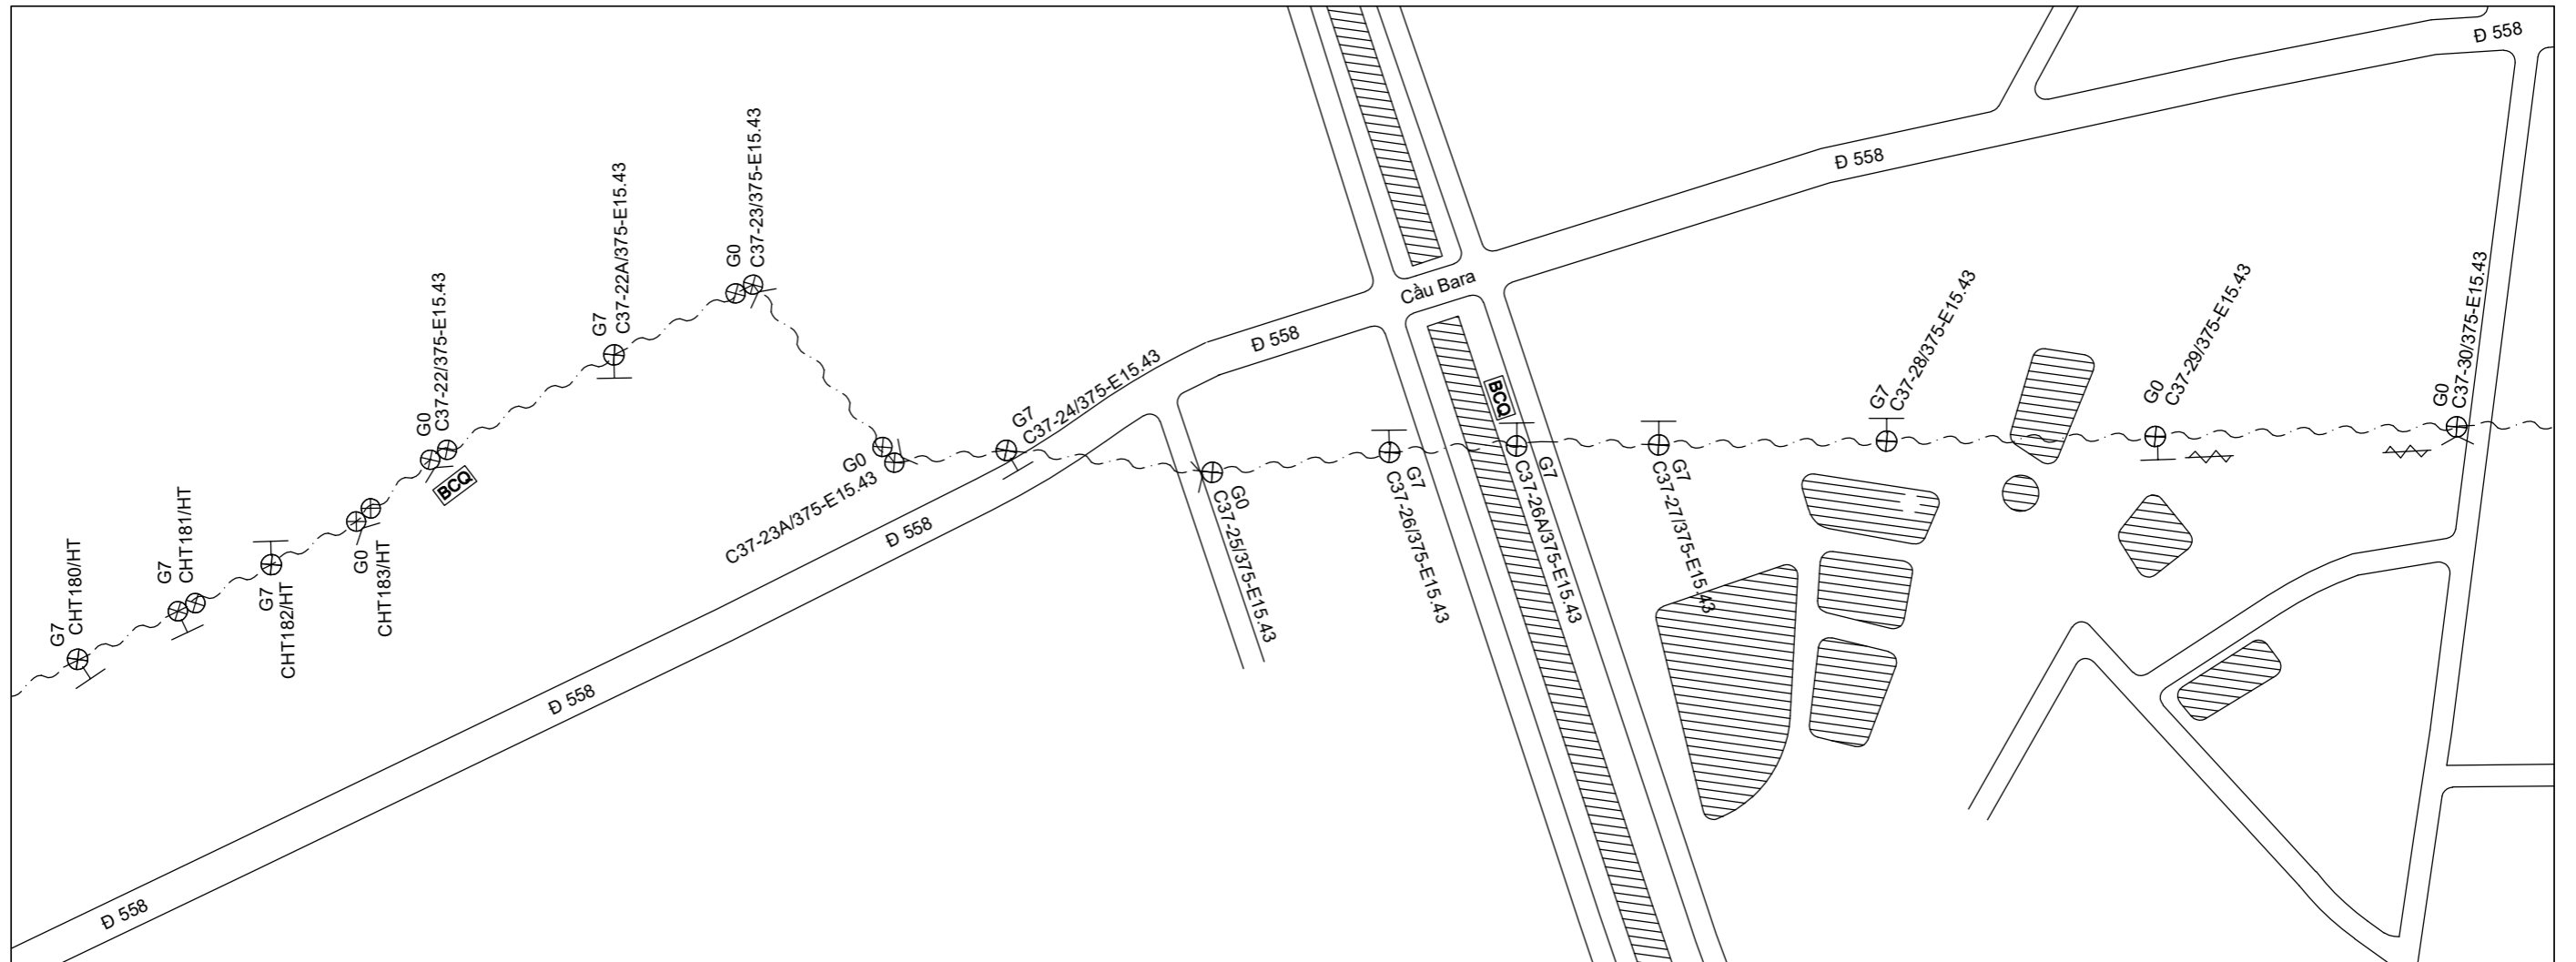 G7
CHT180/HT
G7
CHT181/HT
G7
CHT182/HT
G0
CHT183/HT
G0
C37-22/375-E15.43
BCQ
G7
C37-22A/375-E15.43
G0
C37-23/375-E15.43
G0
C37-23A/375-E15.43
G7
C37-24/375-E15.43
G0
C37-25/375-E15.43
G7
C37-26/375-E15.43
BCQ
G7
C37-26A/375-E15.43
G7
C37-27/375-E15.43
G7
C37-28/375-E15.43
G0
C37-29/375-E15.43
G0
C37-30/375-E15.43
Đ 558
Đ 558
Đ 558
Đ 558
Cầu Bara
Đ 558
Đ 558